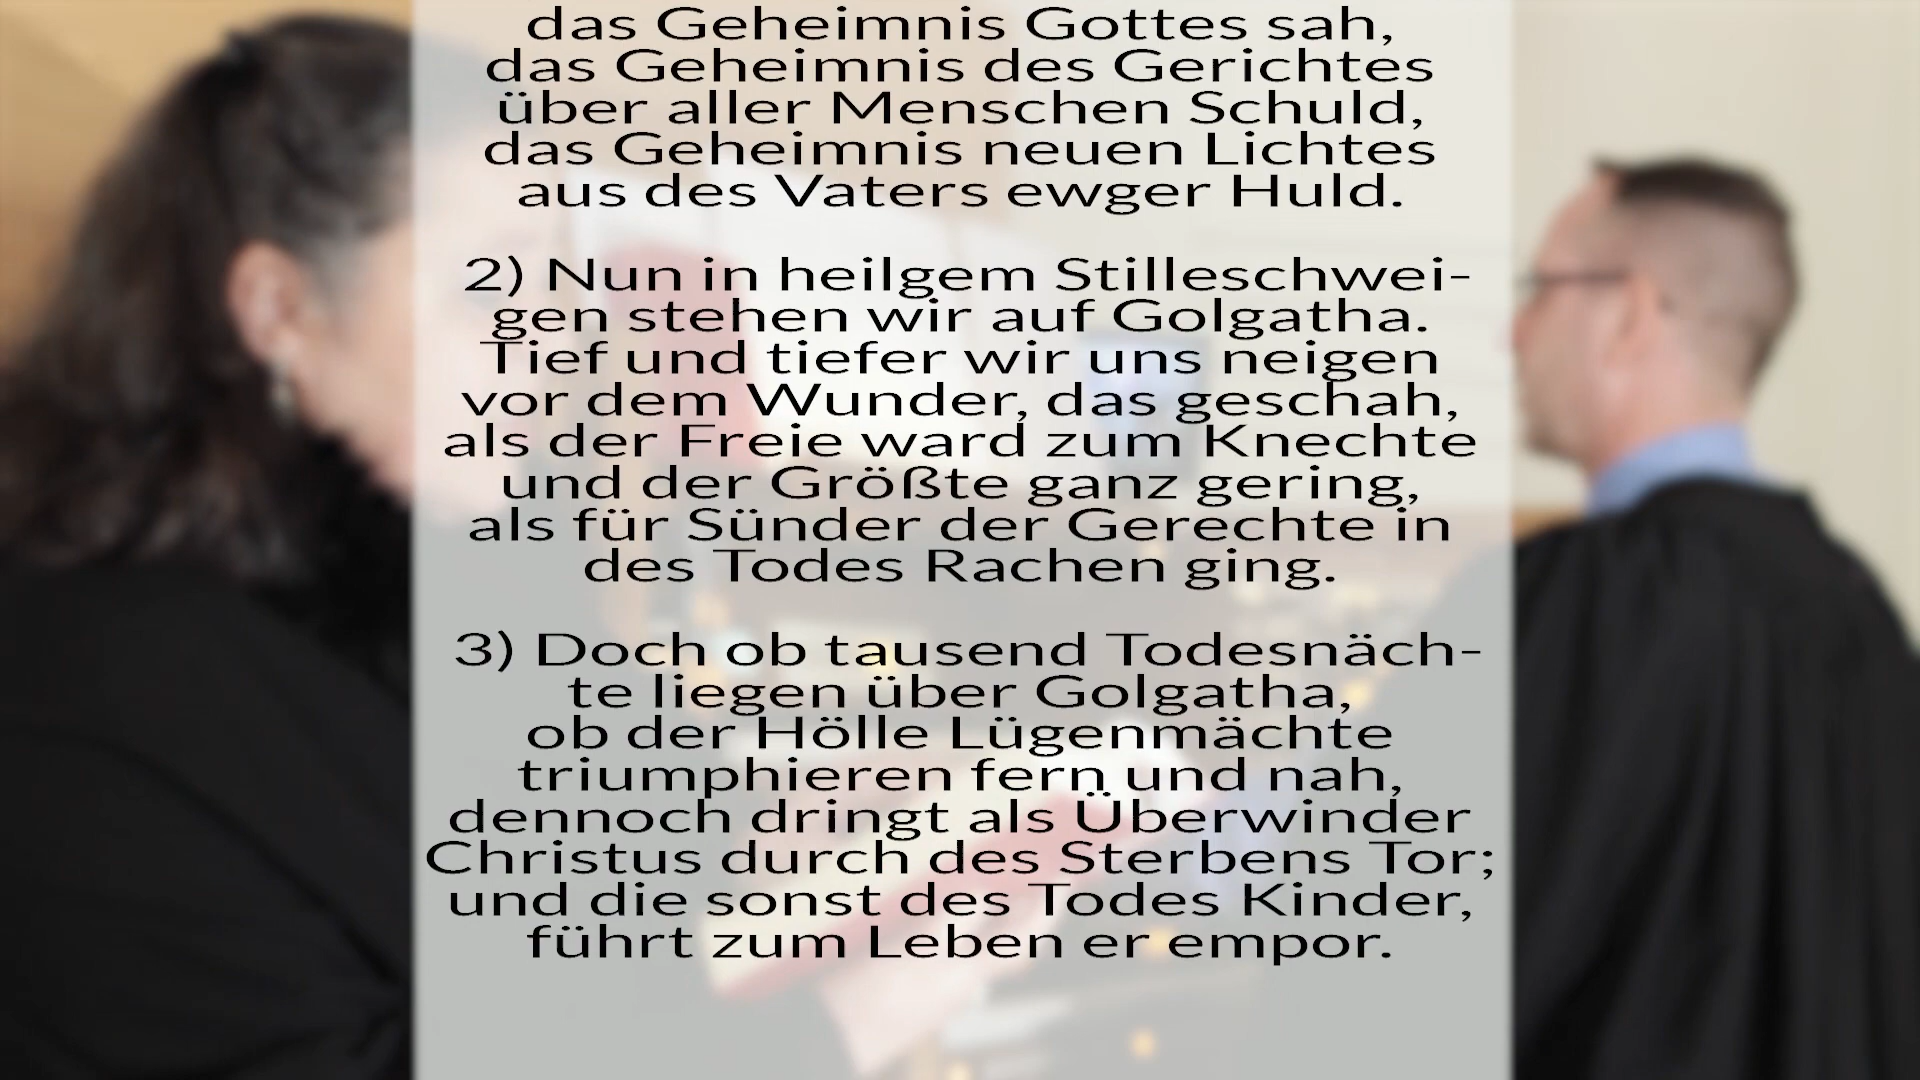 das Geheimnis Gottes sah,
das Geheimnis des Gerichtes
über aller Menschen Schuld,
das Geheimnis neuen Lichtes
aus des Vaters ewger Huld.
2) Nun in heilgem Stilleschwei-
gen stehen wir auf Golgatha.
Tief und tiefer wir uns neigen
vor dem Wunder, das geschah,
als der Freie ward zum Knechte
und der Größte ganz gering,
als für Sünder der Gerechte in
des Todes Rachen ging.
3) Doch ob tausend Todesnäch-
te liegen über Golgatha,
ob der Hölle Lügenmächte
triumphieren fern und nah,
dennoch dringt als Überwinder
Christus durch des Sterbens Tor;
und die sonst des Todes Kinder,
führt zum Leben er empor.